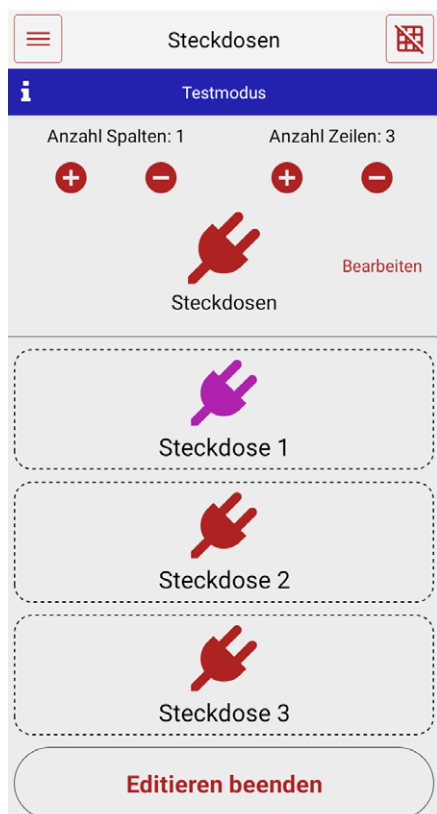 Steckdosen
Testmodus
Anzahl Spalten: 1
Anzahl Zeilen: 3
Bearbeiten
Steckdosen
Steckdose 1
Steckdose 2
Steckdose 3
Editieren beenden